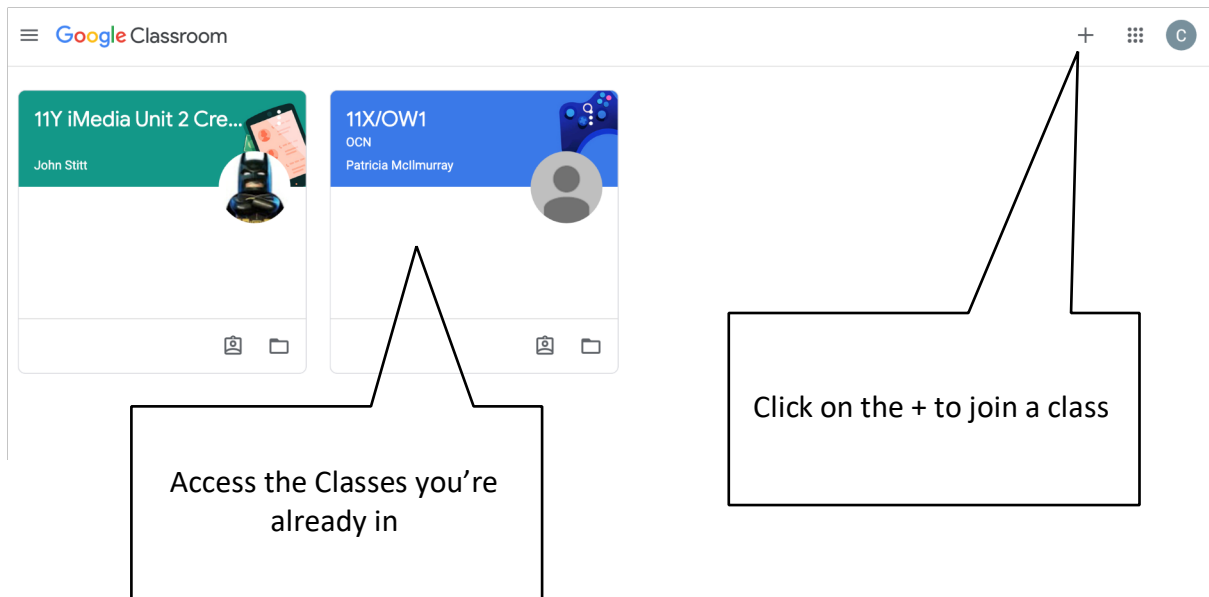 Google Classroom
C
11Y iMedia Unit 2 Cre...
John Stitt
11X/OW1
OCN
Patricia McIlmurray
Click on the + to join a class
Access the Classes you’re
already in